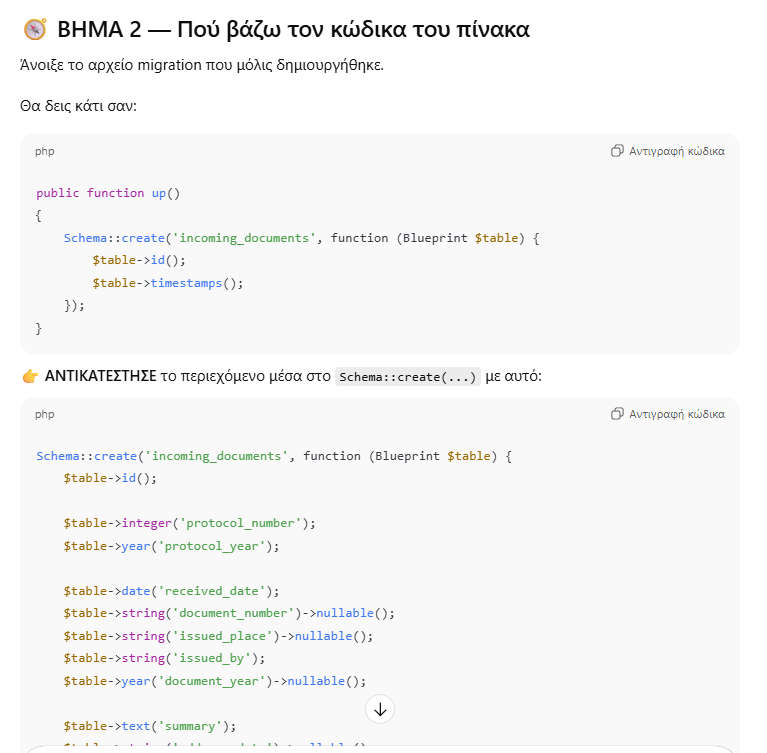 🧭 ΒΗΜΑ 2 — Πού βάζω τον κώδικα του πίνακα
Άνοιξε το αρχείο migration που μόλις δημιουργήθηκε.
Θα δεις κάτι σαν:
php
Αντιγραφή κώδικα
public function up()
{
    Schema::create('incoming_documents', function (Blueprint $table) {
        $table->id();
        $table->timestamps();
    });
}
👉 ΑΝΤΙΚΑΤΕΣΤΗΣΕ το περιεχόμενο μέσα στο Schema::create(...) με αυτό:
php
Αντιγραφή κώδικα
Schema::create('incoming_documents', function (Blueprint $table) {
    $table->id();
    $table->integer('protocol_number');
    $table->year('protocol_year');
    $table->date('received_date');
    $table->string('document_number')->nullable();
    $table->string('issued_place')->nullable();
    $table->string('issued_by');
    $table->year('document_year')->nullable();
    $table->text('summary');